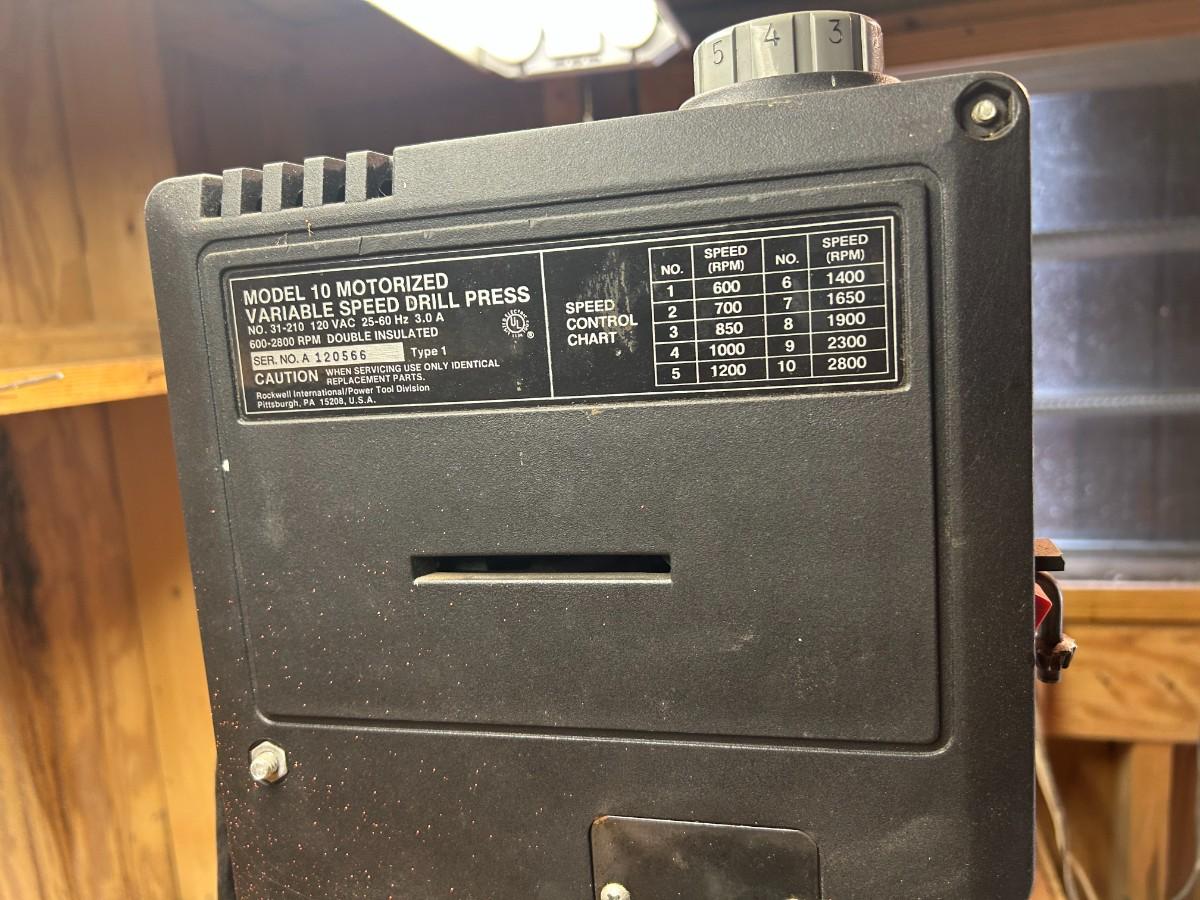 5 4 3
MODEL 10 MOTORIZED
VARIABLE SPEED DRILL PRESS
NO. 31-210 120 VAC 25-60 Hz 3.0 A
600-2800 RPM DOUBLE INSULATED
SER. NO. A 120566 Type 1
CAUTION WHEN SERVICING USE ONLY IDENTICAL
REPLACEMENT PARTS.
Rockwell International/Power Tool Division
Pittsburgh, PA 15208, U.S.A.
UL
®
SPEED
CONTROL
CHART
NO. SPEED (RPM) NO. SPEED (RPM)
1 600 6 1400
2 700 7 1650
3 850 8 1900
4 1000 9 2300
5 1200 10 2800